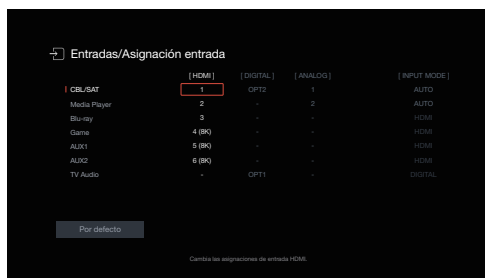 Entradas/Asignación entrada
[ HDMI ] [ DIGITAL ] [ ANALOG ] [ INPUT MODE ]
CBL/SAT 1 OPT2 1 AUTO
Media Player 2 - 2 AUTO
Blu-ray 3 - - HDMI
Game 4 (8K) - - HDMI
AUX1 5 (8K) - - HDMI
AUX2 6 (8K) - - HDMI
TV Audio - OPT1 - DIGITAL
Por defecto
Cambia las asignaciones de entrada HDMI.